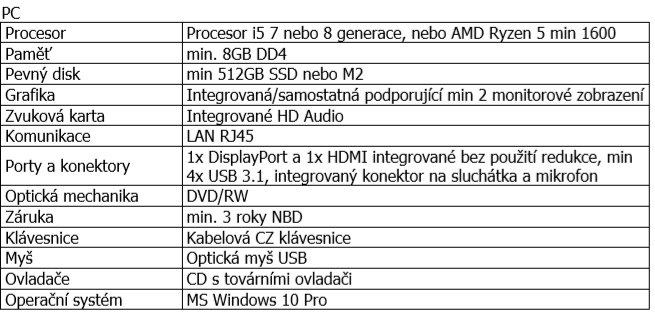 PC
Procesor Procesor i5 7 nebo 8 generace, nebo AMD Ryzen 5 min 1600
Paměť min. 8GB DD4
Pevný disk min 512GB SSD nebo M2
Grafika Integrovaná/samostatná podporující min 2 monitorové zobrazení
Zvuková karta Integrované HD Audio
Komunikace LAN RJ45
Porty a konektory 1x DisplayPort a 1x HDMI integrované bez použití redukce, min
4x USB 3.1, integrovaný konektor na sluchátka a mikrofon
Optická mechanika DVD/RW
Záruka min. 3 roky NBD
Klávesnice Kabelová CZ klávesnice
Myš Optická myš USB
Ovladače CD s továrními ovladači
Operační systém MS Windows 10 Pro